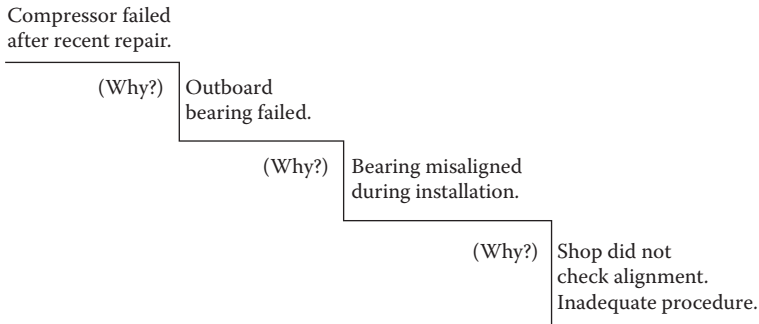 Compressor failed
after recent repair.
(Why?)
Outboard
bearing failed.
(Why?)
Bearing misaligned
during installation.
(Why?)
Shop did not
check alignment.
Inadequate procedure.